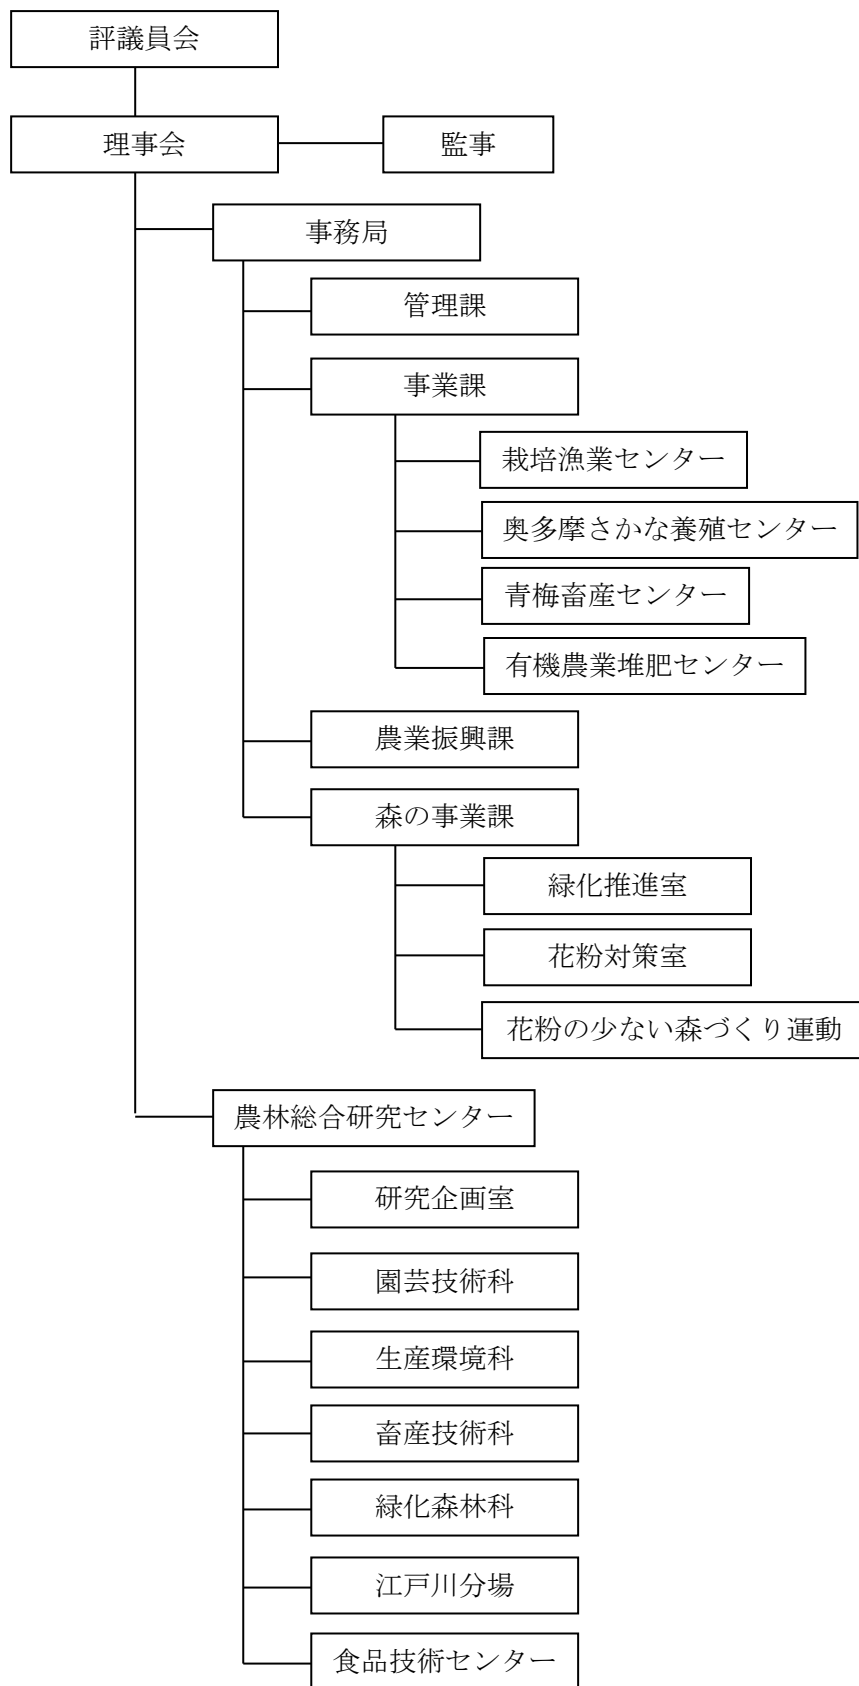 評議員会
理事会
監事
事務局
管理課
事業課
栽培漁業センター
奥多摩さかな養殖センター
青梅畜産センター
有機農業堆肥センター
農業振興課
森の事業課
緑化推進室
花粉対策室
花粉の少ない森づくり運動
農林総合研究センター
研究企画室
園芸技術科
生産環境科
畜産技術科
緑化森林科
江戸川分場
食品技術センター